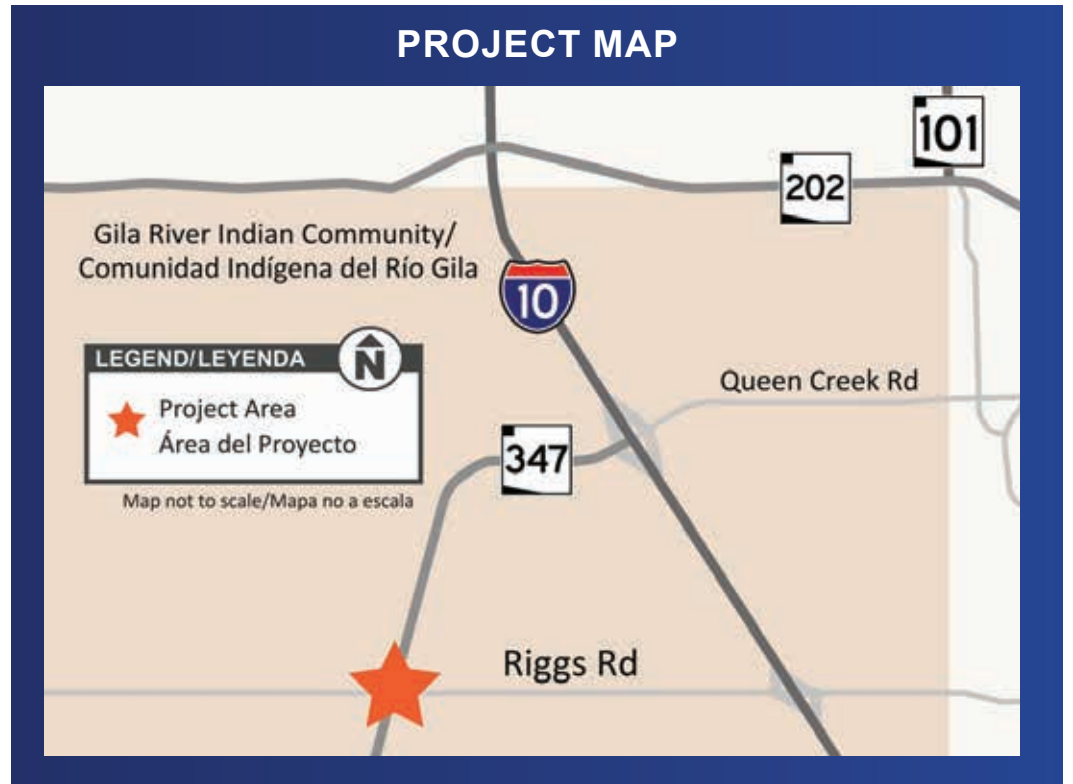 PROJECT MAP
101
202
Gila River Indian Community/
Comunidad Indígena del Río Gila
10
LEGEND/LEYENDA
N
Project Area
Área del Proyecto
Map not to scale/Mapa no a escala
Queen Creek Rd
347
Riggs Rd